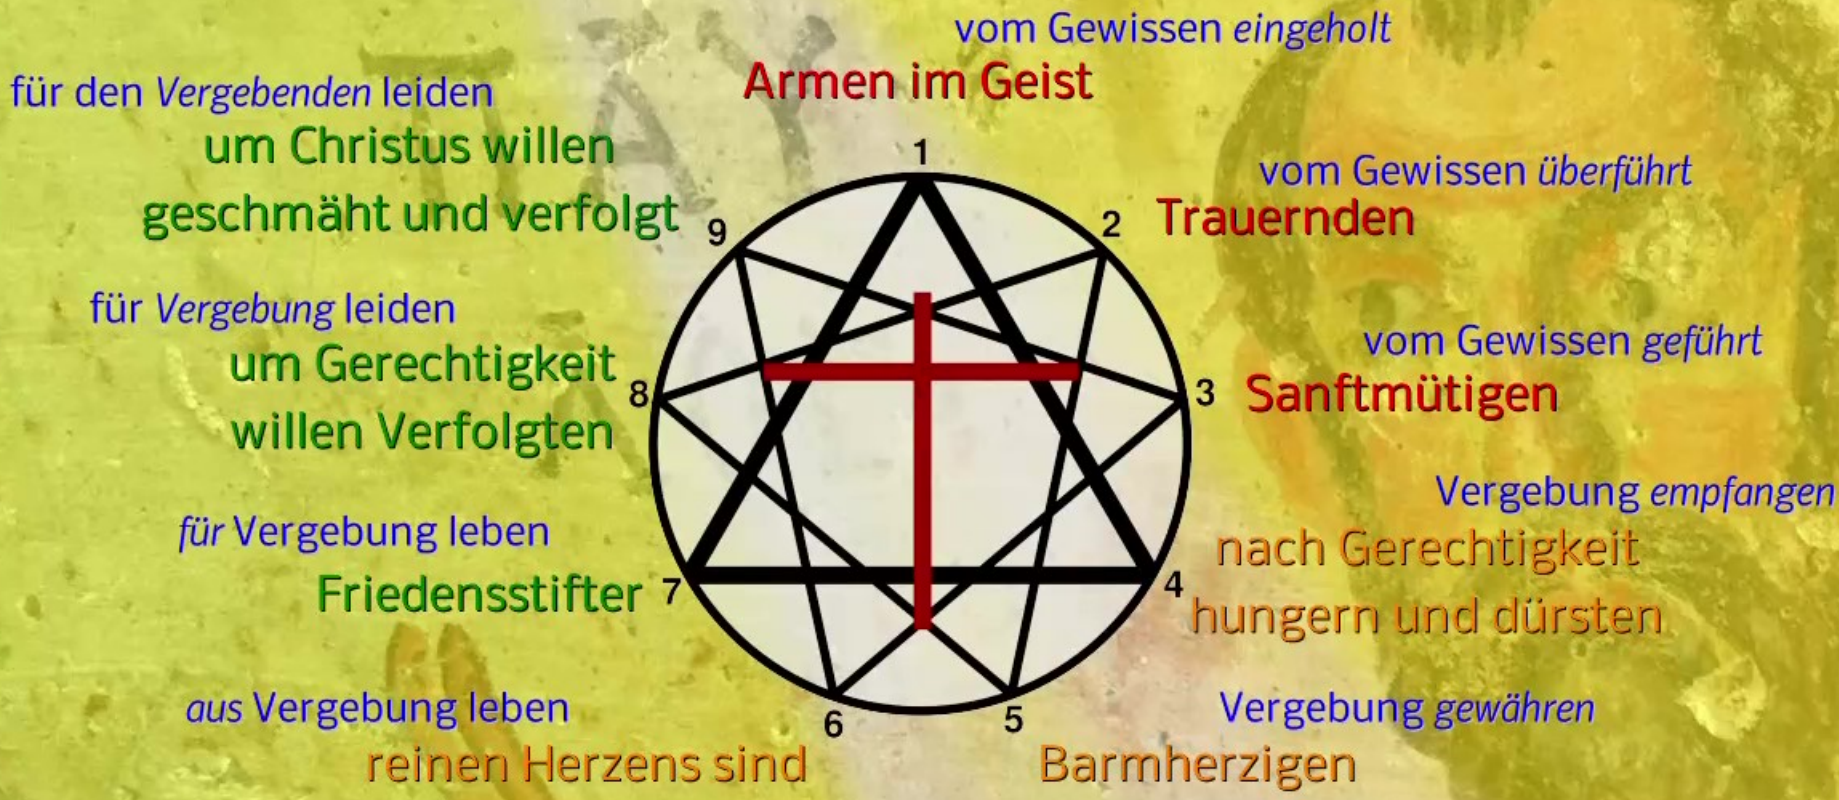 vom Gewissen eingeholt
Armen im Geist
1
vom Gewissen überführt
2 Trauernden
vom Gewissen geführt
3 Sanftmütigen
Vergebung empfangen
nach Gerechtigkeit
4 hungern und dürsten
Vergebung gewähren
5 Barmherzigen
aus Vergebung leben
6
reinen Herzens sind
für Vergebung leben
Friedensstifter 7
für Vergebung leiden
um Gerechtigkeit
8
willen Verfolgten
für den Vergebenden leiden
um Christus willen
geschmäht und verfolgt 9
ΠΑΥ